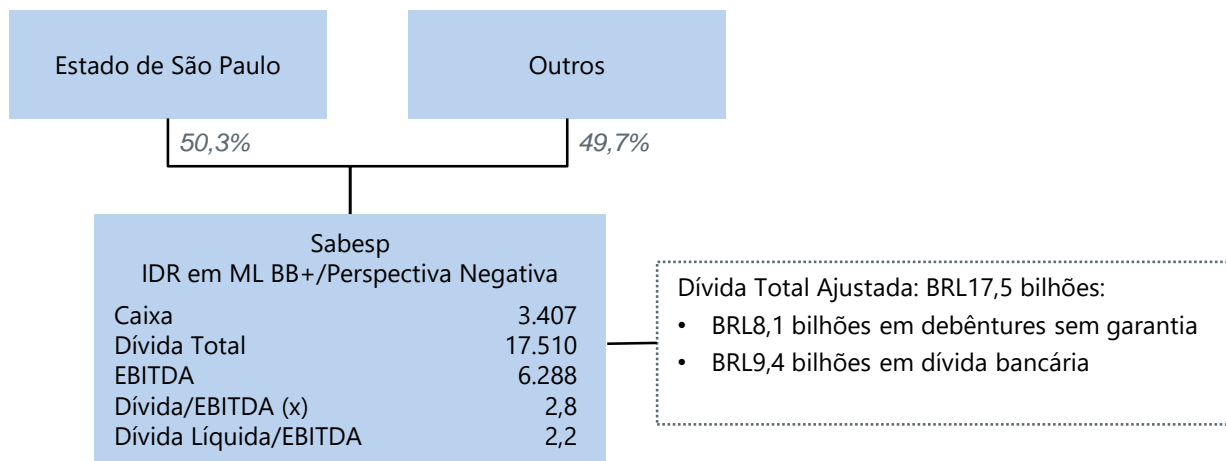 Estado de São Paulo
Outros
50,3%
49,7%
Sabesp
IDR em ML BB+/Perspectiva Negativa
Caixa 3.407
Dívida Total 17.510
EBITDA 6.288
Dívida/EBITDA (x) 2,8
Dívida Líquida/EBITDA 2,2
Dívida Total Ajustada: BRL17,5 bilhões:
• BRL8,1 bilhões em debêntures sem garantia
• BRL9,4 bilhões em dívida bancária